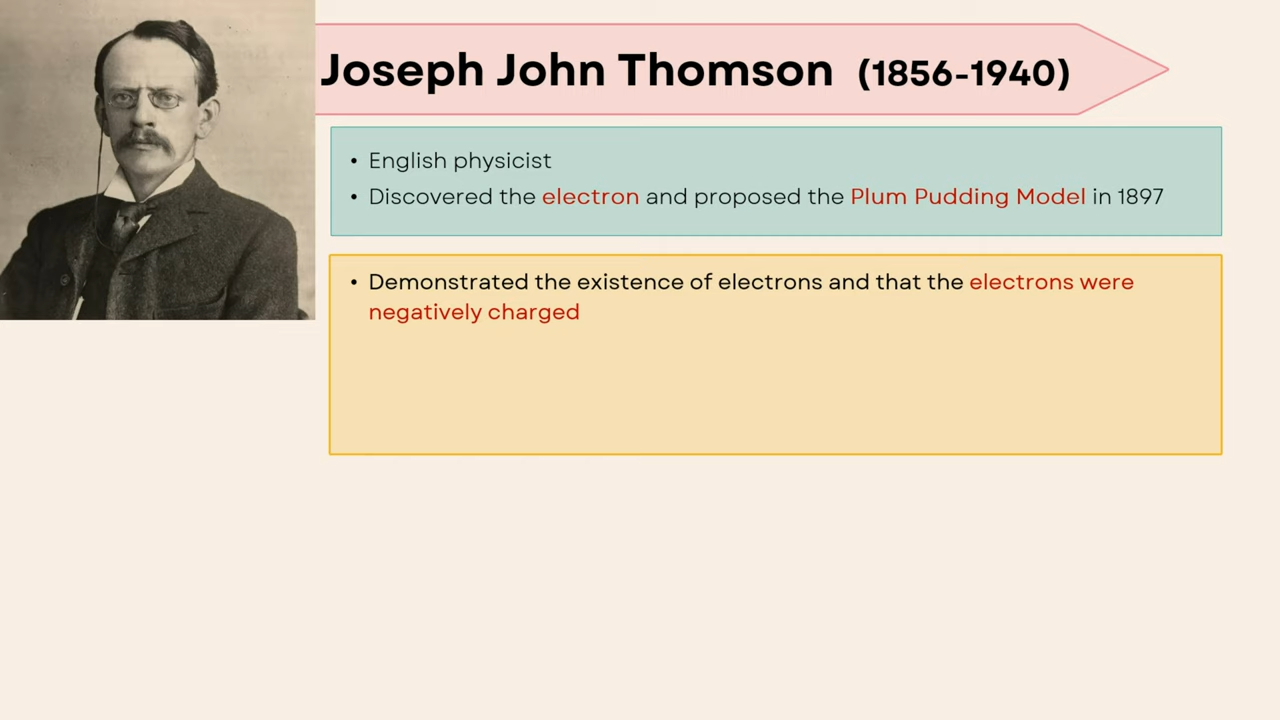 Joseph John Thomson (1856-1940)
• English physicist
• Discovered the electron and proposed the Plum Pudding Model in 1897
• Demonstrated the existence of electrons and that the electrons were
negatively charged